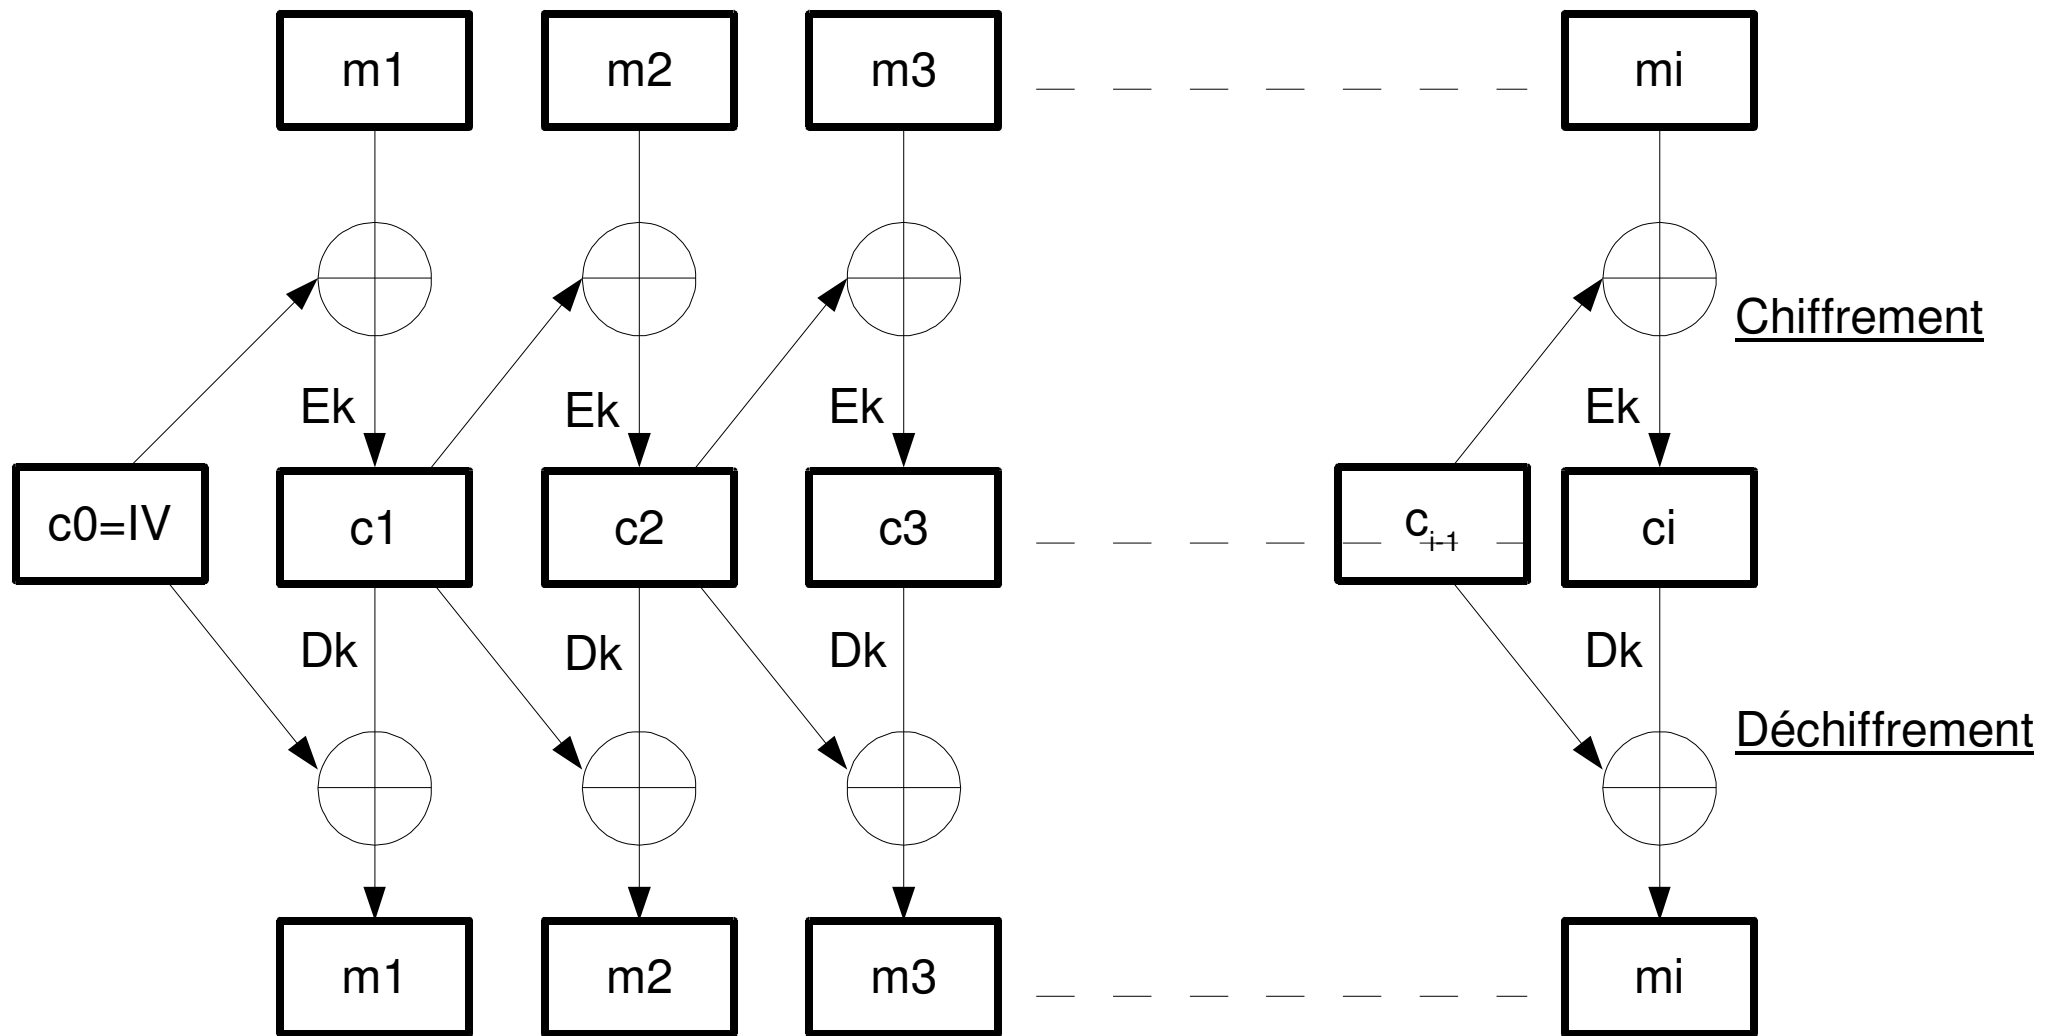 m1 m2 m3 mi
Chiffrement
Ek Ek Ek Ek
c0=IV c1 c2 c3 ci-1 ci
Dk Dk Dk Dk
Déchiffrement
m1 m2 m3 mi